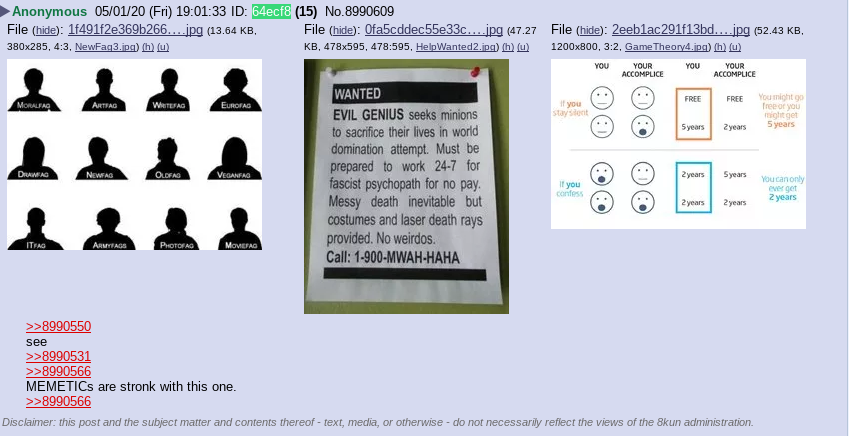 Anonymous 05/01/20 (Fri) 19:01:33 ID: 64ecf8 (15) No.8990609
File (hide): 1f491f2e369b266….jpg (13.64 KB, 380x285, 4:3, NewFag3.jpg) (h) (u)
MoralFag
ArtFag
WriteFag
EuroFag
DrawFag
NewFag
OldFag
VeganFag
ITFag
ArmyFags
PhotoFag
MovieFag
File (hide): 0fa5cddec55e33c….jpg (47.27 KB, 478x595, 478:595, HelpWanted2.jpg) (h) (u)
WANTED
EVIL GENIUS seeks minions
to sacrifice their lives in world
domination attempt. Must be
prepared to work 24-7 for
fascist psychopath for no pay.
Messy death inevitable but
costumes and laser death rays
provided. No weirdos.
Call: 1-900-MWAH-HAHA
File (hide): 2eeb1ac291f13bd….jpg (52.43 KB, 1200x800, 3:2, GameTheory4.jpg) (h) (u)
YOU
YOUR ACCOMPLICE
YOU
YOUR ACCOMPLICE
If you stay silent
FREE
FREE
5 years
2 years
You might go free or you might get 5 years
If you confess
2 years
5 years
2 years
2 years
You can only ever get 2 years
>>8990550
see
>>8990531
>>8990566
MEMETICs are stronk with this one.
>>8990566
Disclaimer: this post and the subject matter and contents thereof - text, media, or otherwise - do not necessarily reflect the views of the 8kun administration.